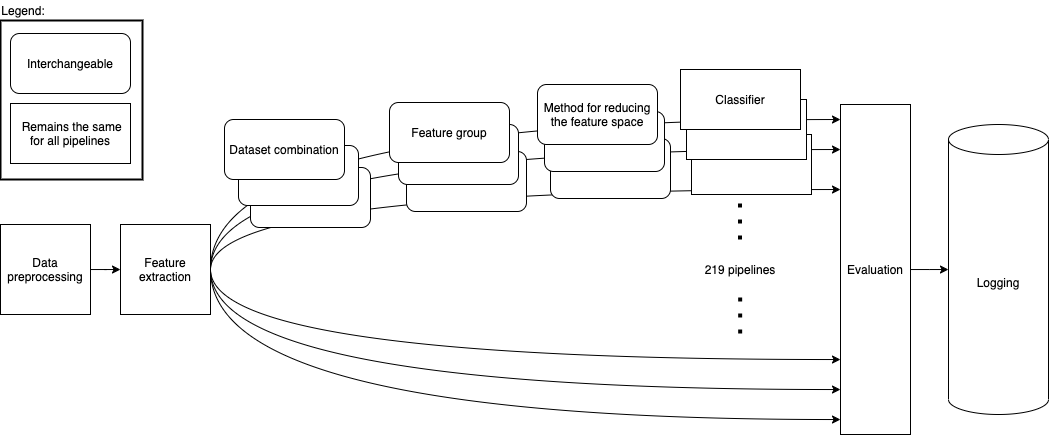 Legend:
Interchangeable
Remains the same
for all pipelines
Dataset combination
Feature group
Method for reducing
the feature space
Classifier
Data
preprocessing
Feature
extraction
219 pipelines
Evaluation
Logging